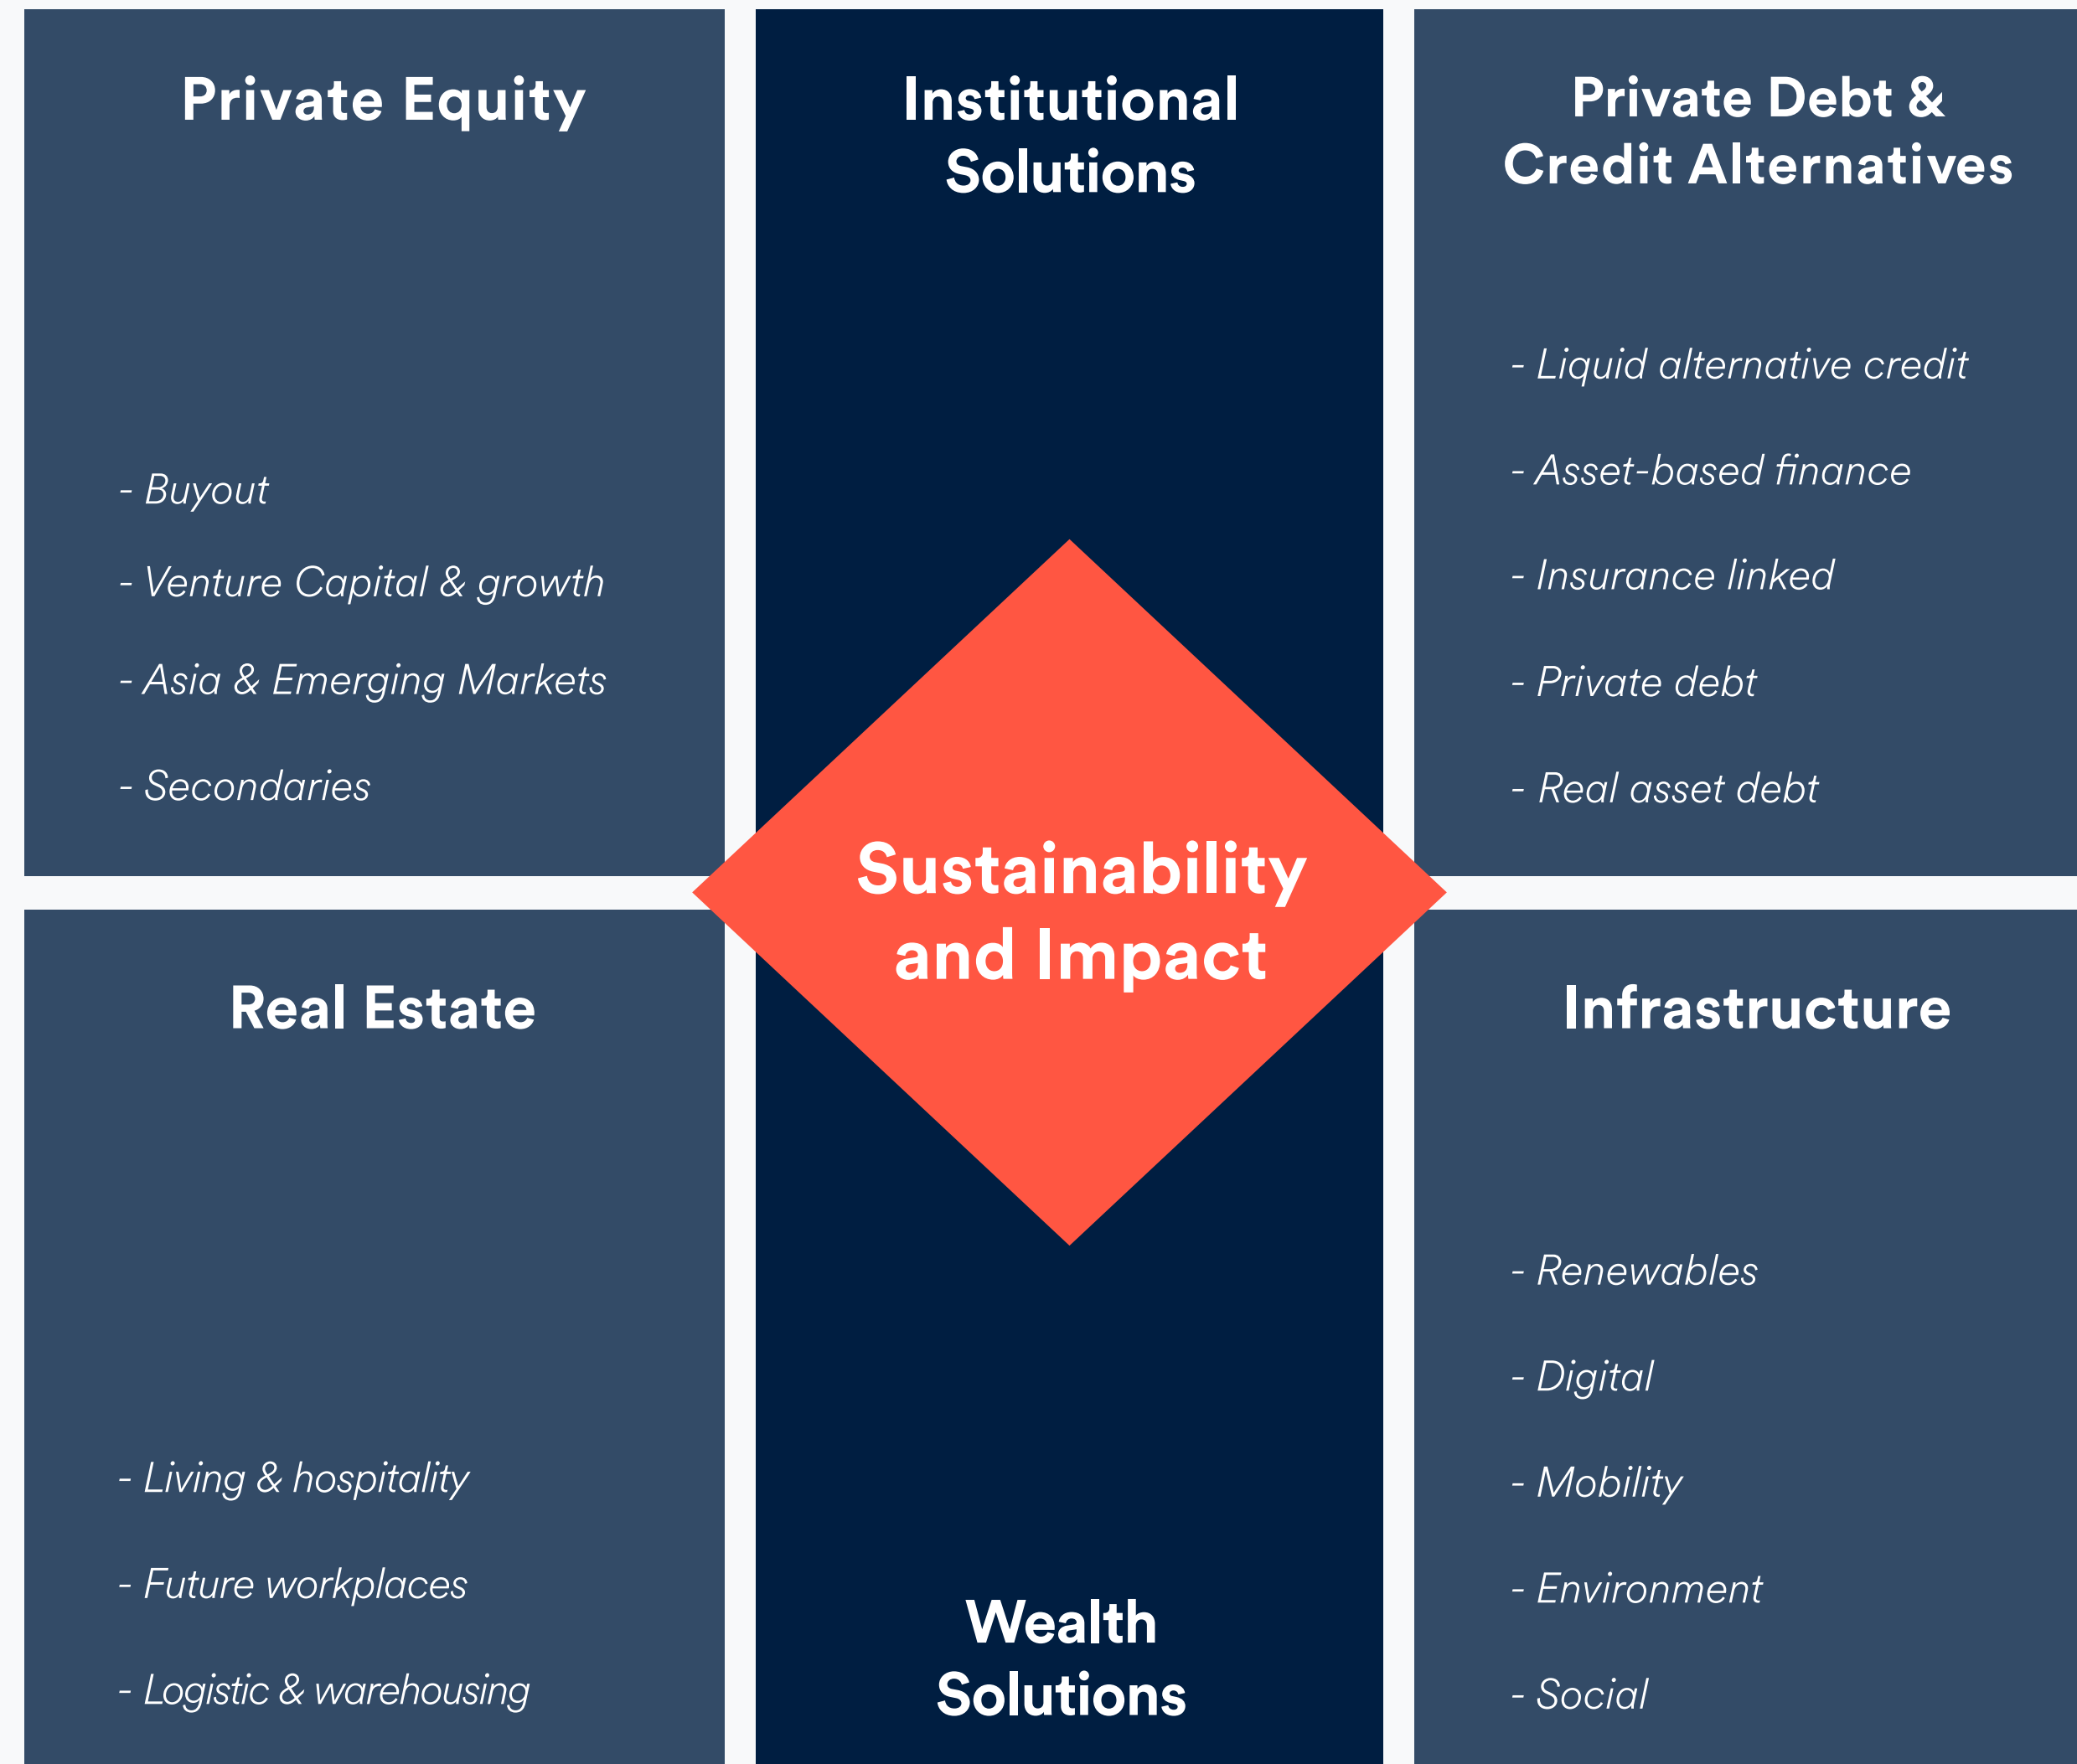 Private Equity
- Buyout
- Venture Capital & growth
- Asia & Emerging Markets
- Secondaries
Institutional
Solutions
Private Debt &
Credit Alternatives
- Liquid alternative credit
- Asset-based finance
- Insurance linked
- Private debt
- Real asset debt
Sustainability
and Impact
Real Estate
- Living & hospitality
- Future workplaces
- Logistic & warehousing
Wealth
Solutions
Infrastructure
- Renewables
- Digital
- Mobility
- Environment
- Social